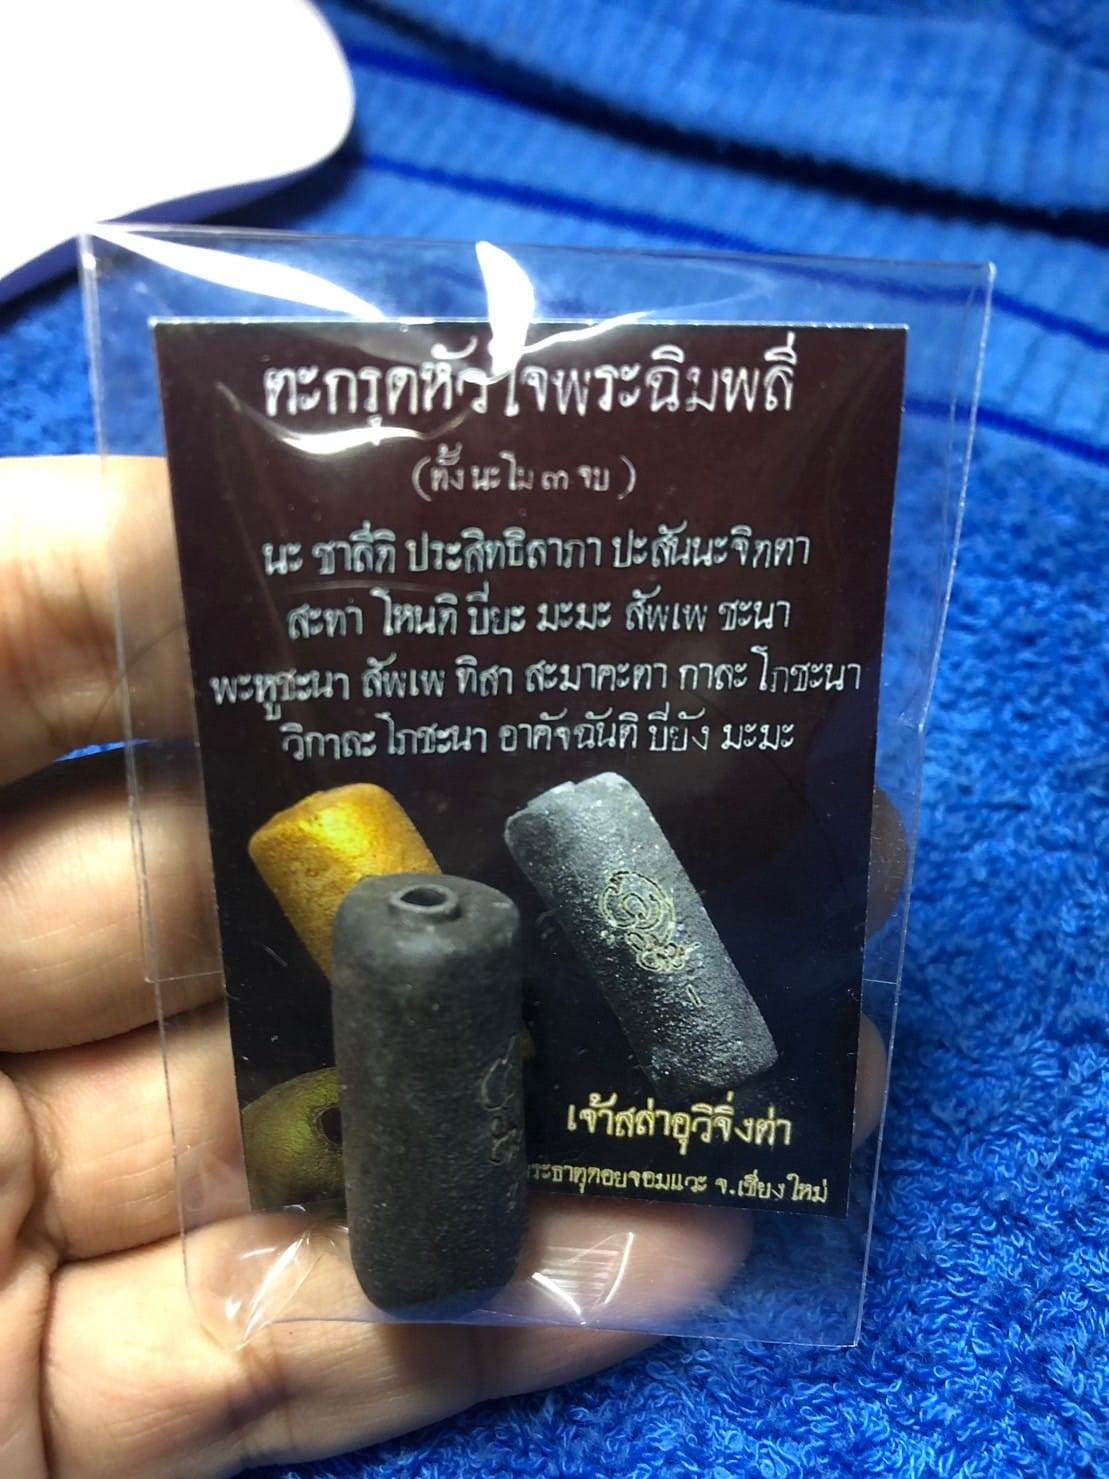 ตะกรุดหัวใจพระฉิมพลี่
(ตั้ง นะโม ๓ จบ)
นะ ชาลีติ ประสิทธิลาภา ปะสันนะจิตตา
สะทา โหนติ ปิยะ มะมะ สัพเพ ชะนา
พะหูชะนา สัพเพ ทิสา สะมาคะตา กาละ โภชะนา
วิกาละ โภชะนา อาคัจฉันติ ปิยัง มะมะ
เจ้าสล่าอุวิจิ่งต่า
พระธาตุดอยจอมแวะ จ.เชียงใหม่